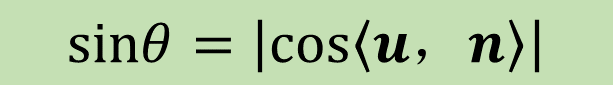 sinθ = |cos⟨u，n⟩|